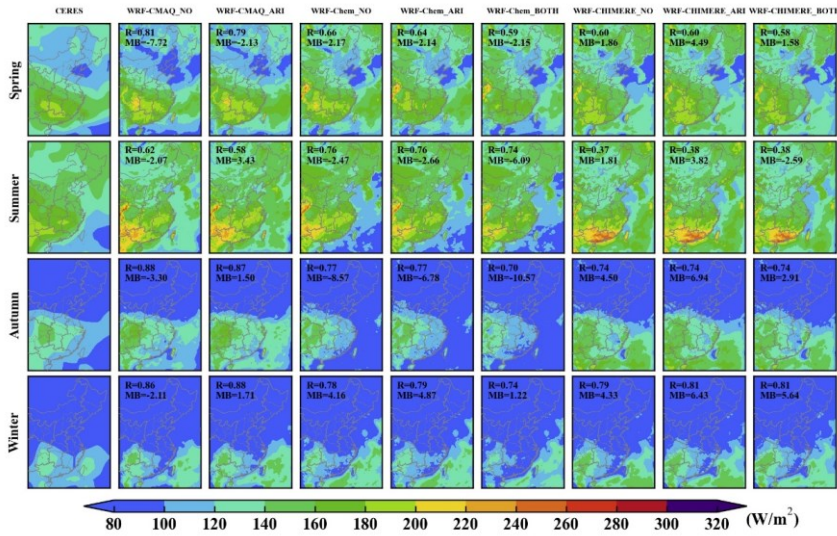 CERES WRF-CMAQ_NO WRF-CMAQ_ARI WRF-Chem_NO WRF-Chem_ARI WRF-Chem_BOTH WRF-CHIMERE_NO WRF-CHIMERE_ARI WRF-CHIMERE_BOTH
Spring
R=0.81 R=0.79 R=0.66 R=0.64 R=0.59 R=0.60 R=0.60 R=0.58
MB=-7.72 MB=-2.13 MB=2.17 MB=2.14 MB=-2.15 MB=1.86 MB=4.49 MB=1.58
Summer
R=0.62 R=0.58 R=0.76 R=0.76 R=0.74 R=0.37 R=0.38 R=0.38
MB=-2.07 MB=3.43 MB=-2.47 MB=-2.66 MB=-6.09 MB=1.81 MB=3.82 MB=-2.59
Autumn
R=0.88 R=0.87 R=0.77 R=0.77 R=0.70 R=0.74 R=0.74 R=0.74
MB=-3.30 MB=1.50 MB=-8.57 MB=-6.78 MB=-10.57 MB=4.50 MB=6.94 MB=2.91
Winter
R=0.86 R=0.88 R=0.78 R=0.79 R=0.74 R=0.79 R=0.81 R=0.81
MB=-2.11 MB=1.71 MB=4.16 MB=4.87 MB=1.22 MB=4.33 MB=6.43 MB=5.64
80 100 120 140 160 180 200 220 240 260 280 300 320 (W/m²)